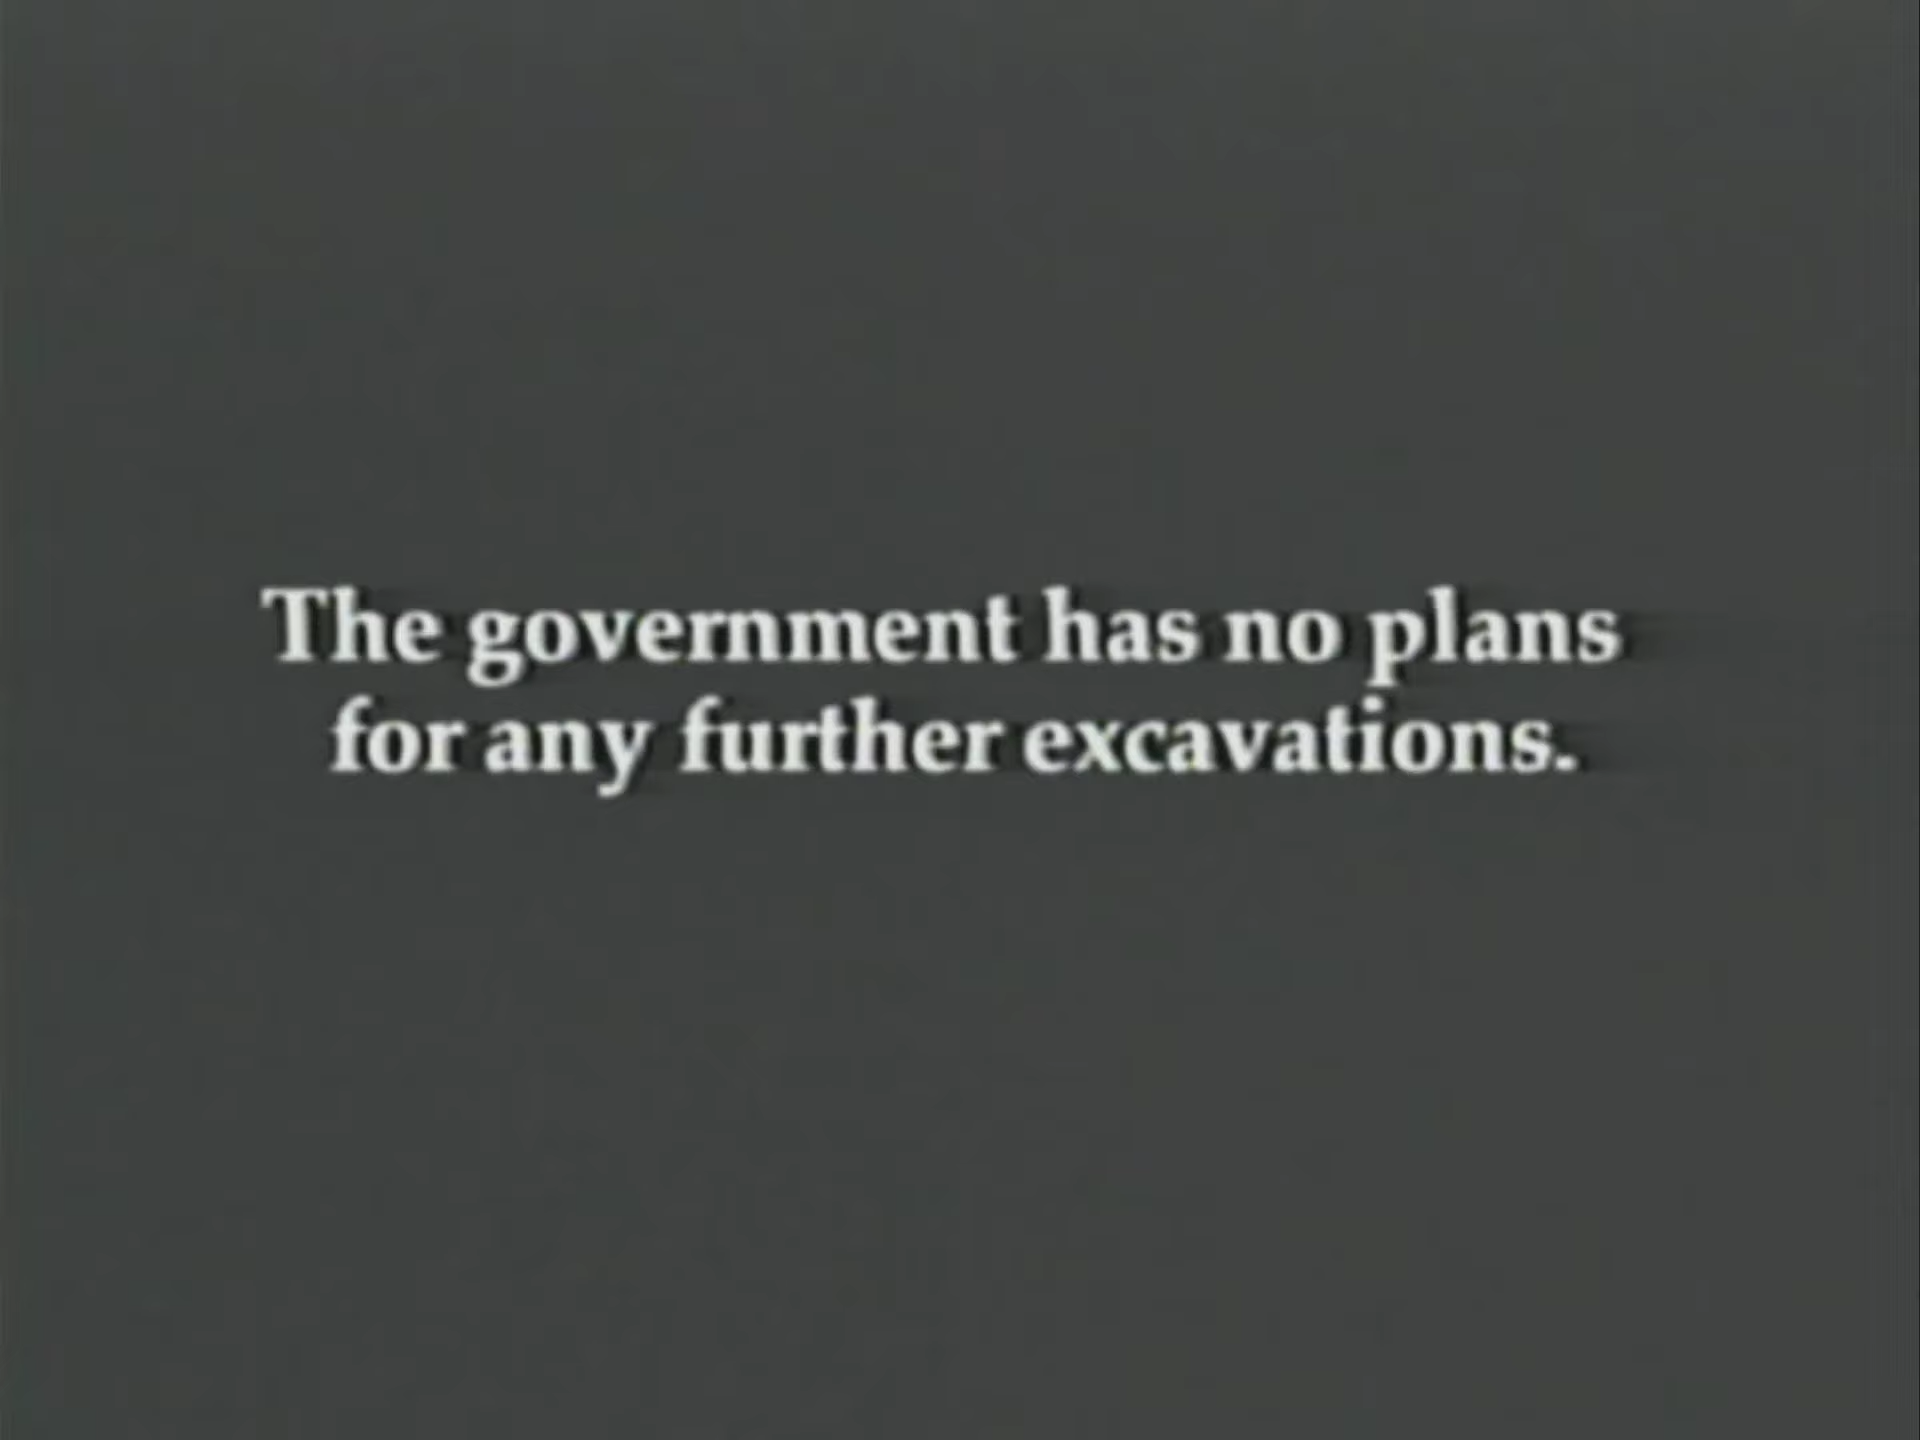 The government has no plans
for any further excavations.